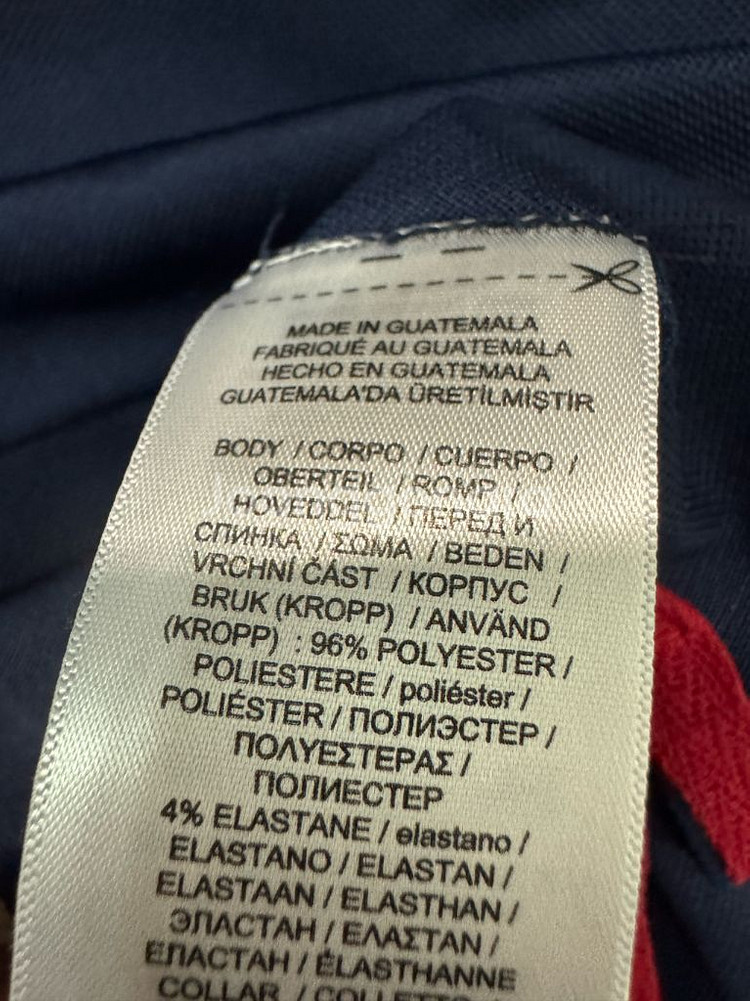 MADE IN GUATEMALA
FABRIQUÉ AU GUATEMALA
HECHO EN GUATEMALA
GUATEMALA'DA ÜRETİLMİŞTİR
BODY / CORPO / CUERPO /
OBERTEIL / ROMP /
HOVEDDEL / ПЕРЕД И
СПИНКА / ΣΩΜΑ / BEDEN /
VRCHNÍ ČÁST / КОРПУС /
BRUK (KROPP) / ANVÄND
(KROPP) : 96% POLYESTER /
POLIESTERE / poliéster /
POLIÉSTER / ПОЛИЭСТЕР /
ΠΟΛΥΕΣΤΕΡΑΣ /
ПОЛИЕСТЕР
4% ELASTANE / elastano /
ELASTANO / ELASTAN /
ELASTAAN / ELASTHAN /
ЭЛАСТАН / ΕΛΑΣΤΑΝ /
ЕЛАСТАН / ÉLASTHANNE
COLLAR / COLLETTO /